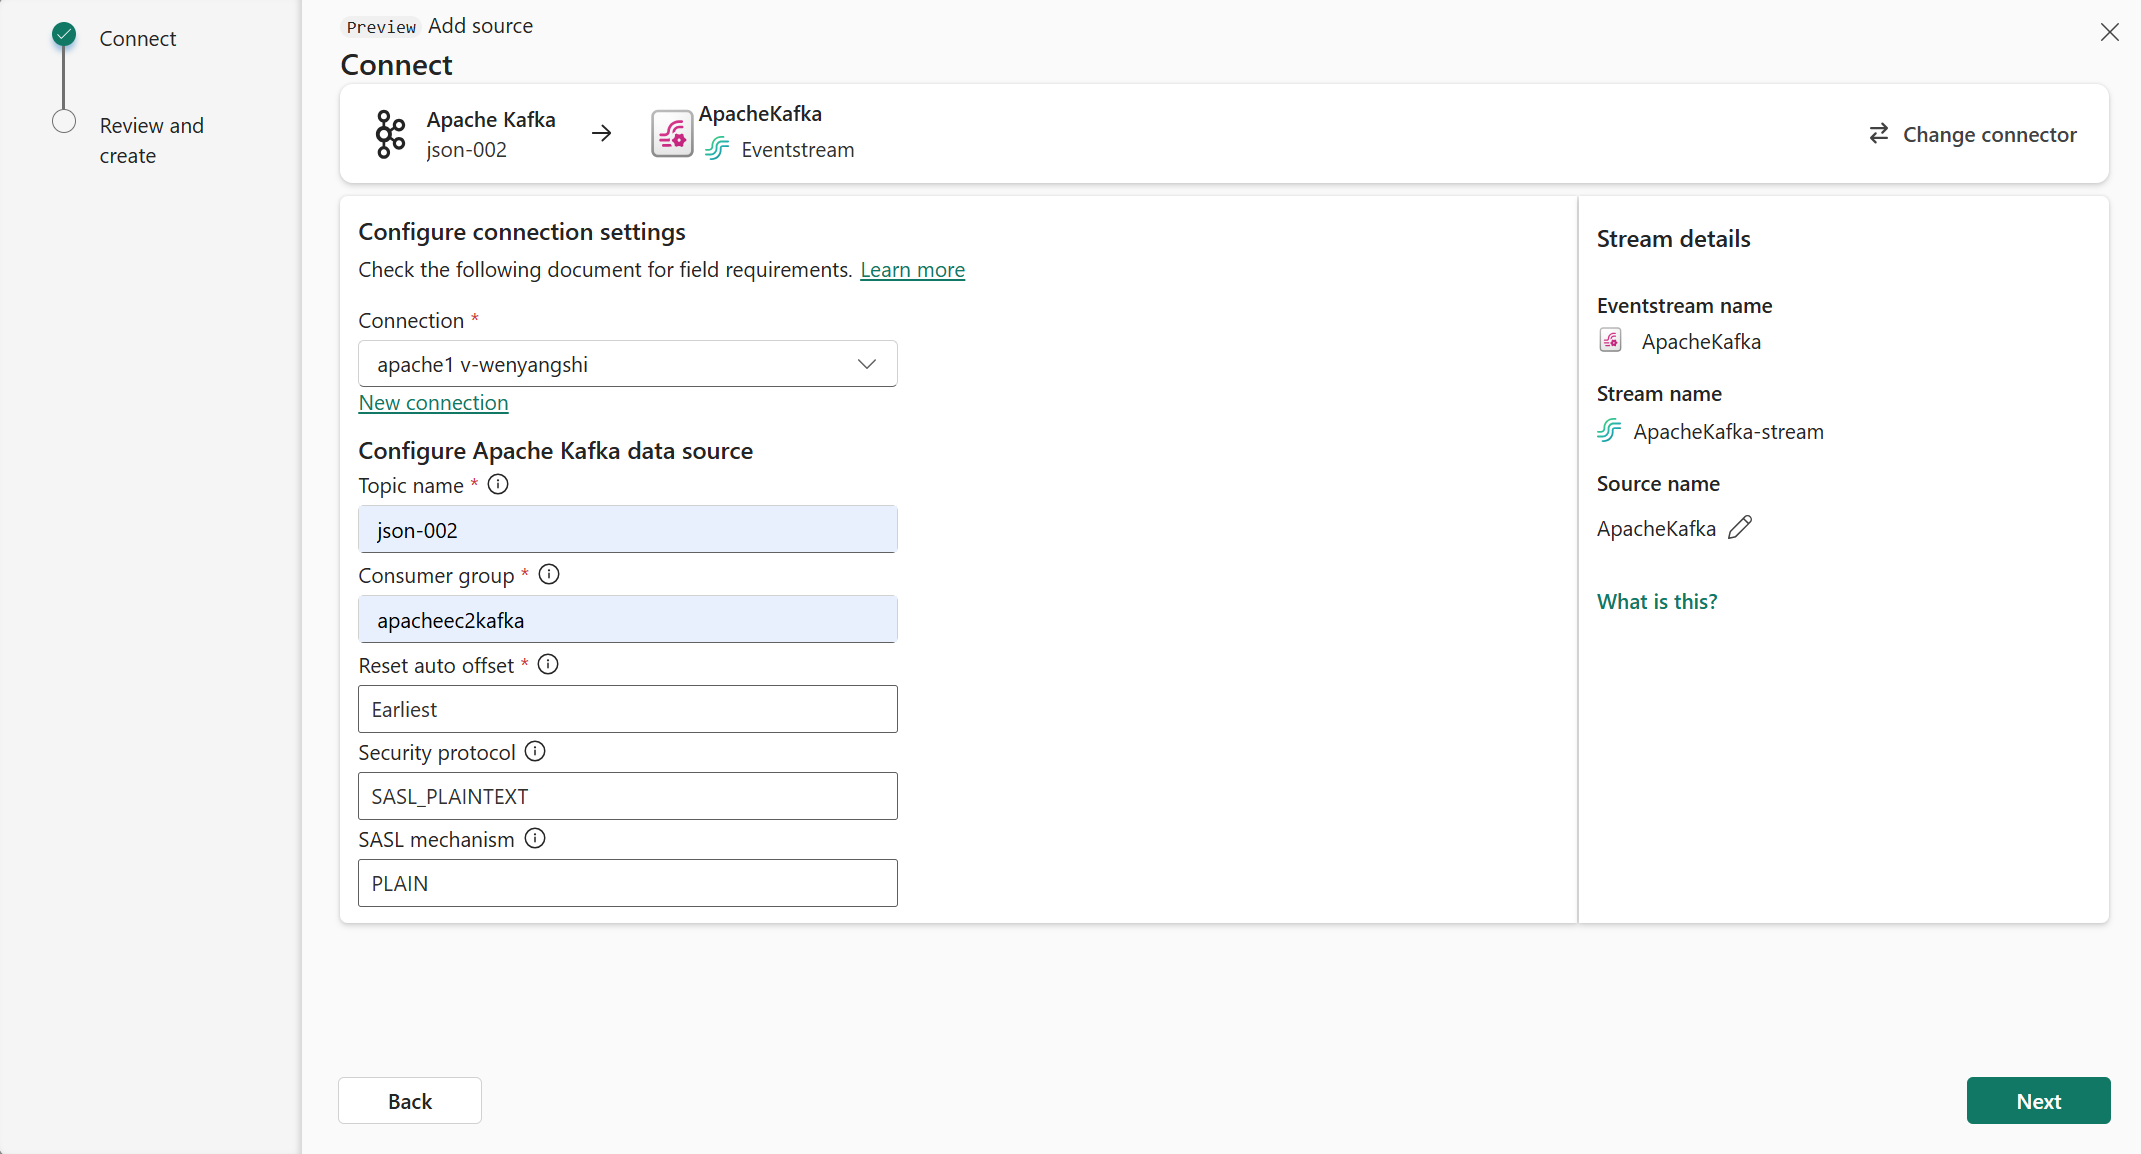 Connect
Review and
create
Preview Add source
Connect
Apache Kafka
json-002
ApacheKafka
Eventstream
Change connector
Configure connection settings
Check the following document for field requirements. Learn more
Connection *
apache1 v-wenyangshi
New connection
Configure Apache Kafka data source
Topic name *
json-002
Consumer group *
apacheec2kafka
Reset auto offset *
Earliest
Security protocol
SASL_PLAINTEXT
SASL mechanism
PLAIN
Stream details
Eventstream name
ApacheKafka
Stream name
ApacheKafka-stream
Source name
ApacheKafka
What is this?
Back
Next